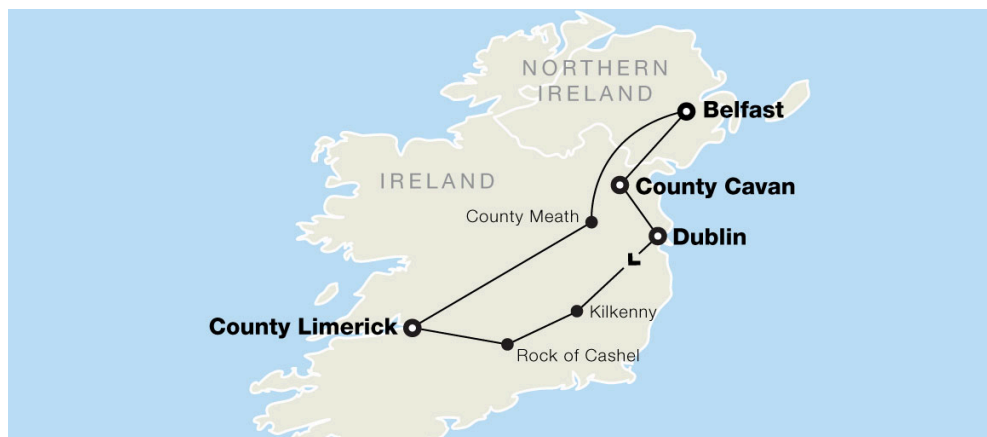 NORTHERN
IRELAND
Belfast
IRELAND
County Cavan
County Meath
Dublin
Kilkenny
County Limerick
Rock of Cashel